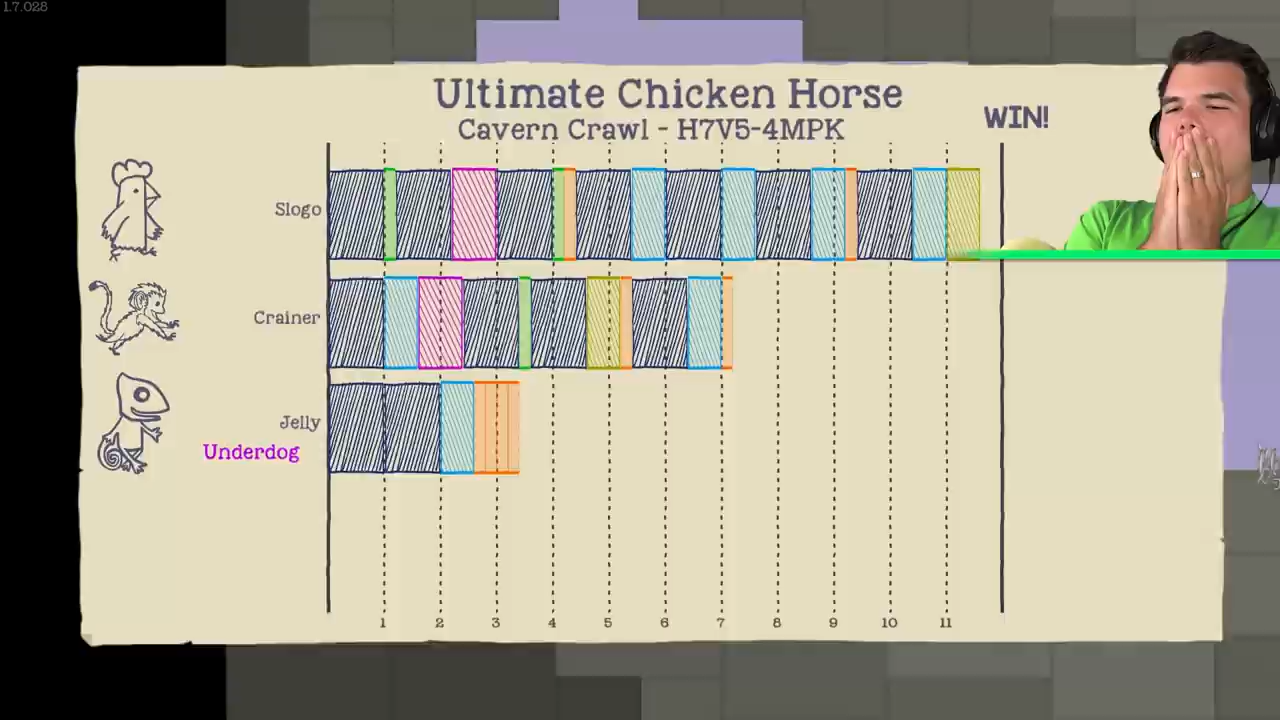 1.7.028
Ultimate Chicken Horse
Cavern Crawl - H7V5-4MPK
WIN!
Slogo
Crainer
Jelly
Underdog
1 2 3 4 5 6 7 8 9 10 11